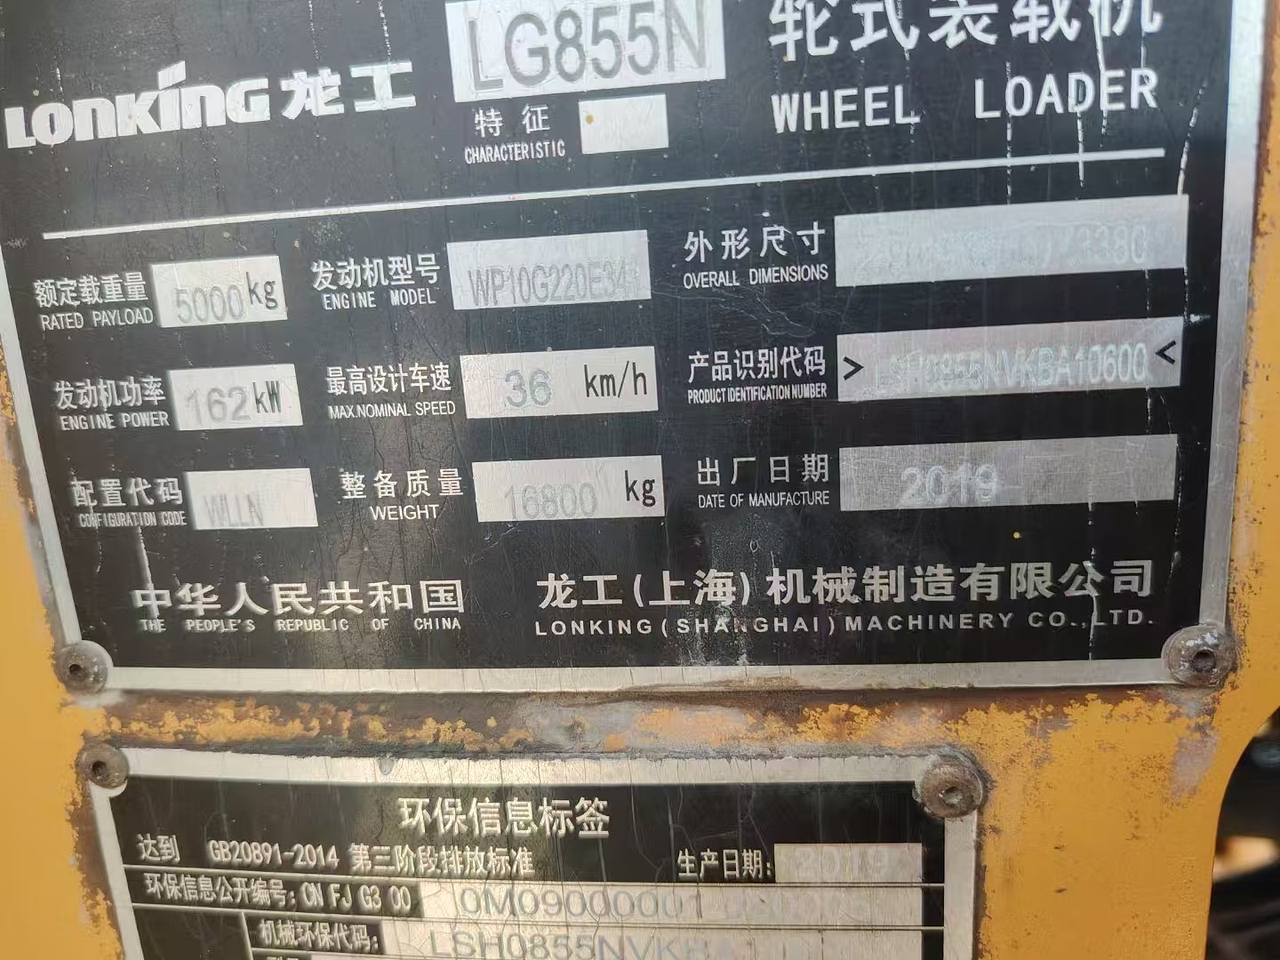 LONKING 龙工 LG855N 轮式装载机
特征
CHARACTERISTIC
WHEEL LOADER
额定载重量 5000 kg
RATED PAYLOAD
发动机型号 WP10G220E34
ENGINE MODEL
外形尺寸
OVERALL DIMENSIONS
发动机功率 162 kW
ENGINE POWER
最高设计车速 36 km/h
MAX.NOMINAL SPEED
产品识别代码 > LSH0855NVKBA10600 <
PRODUCT IDENTIFICATION NUMBER
配置代码 WLLN
CONFIGURATION CODE
整备质量 16800 kg
WEIGHT
出厂日期 2019
DATE OF MANUFACTURE
中华人民共和国
THE PEOPLE'S REPUBLIC OF CHINA
龙工(上海)机械制造有限公司
LONKING(SHANGHAI)MACHINERY CO.,LTD.
环保信息标签
达到 GB20891-2014 第三阶段排放标准 生产日期: 2019
环保信息公开编号: CN FJ G3 00 0M09000001
机械环保代码: LSH0855NVKBA